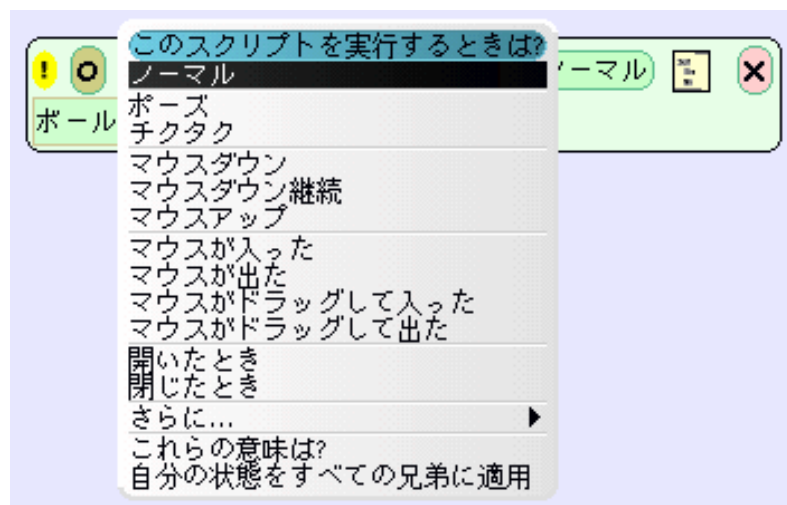 このスクリプトを実行するときは?
! ーマル
ノーマル
ボール
ポーズ
チクタク
マウスダウン
マウスダウン継続
マウスアップ
マウスが入った
マウスが出た
マウスがドラッグして入った
マウスがドラッグして出た
開いたとき
閉じたとき
さらに...
これらの意味は?
自分の状態をすべての兄弟に適用